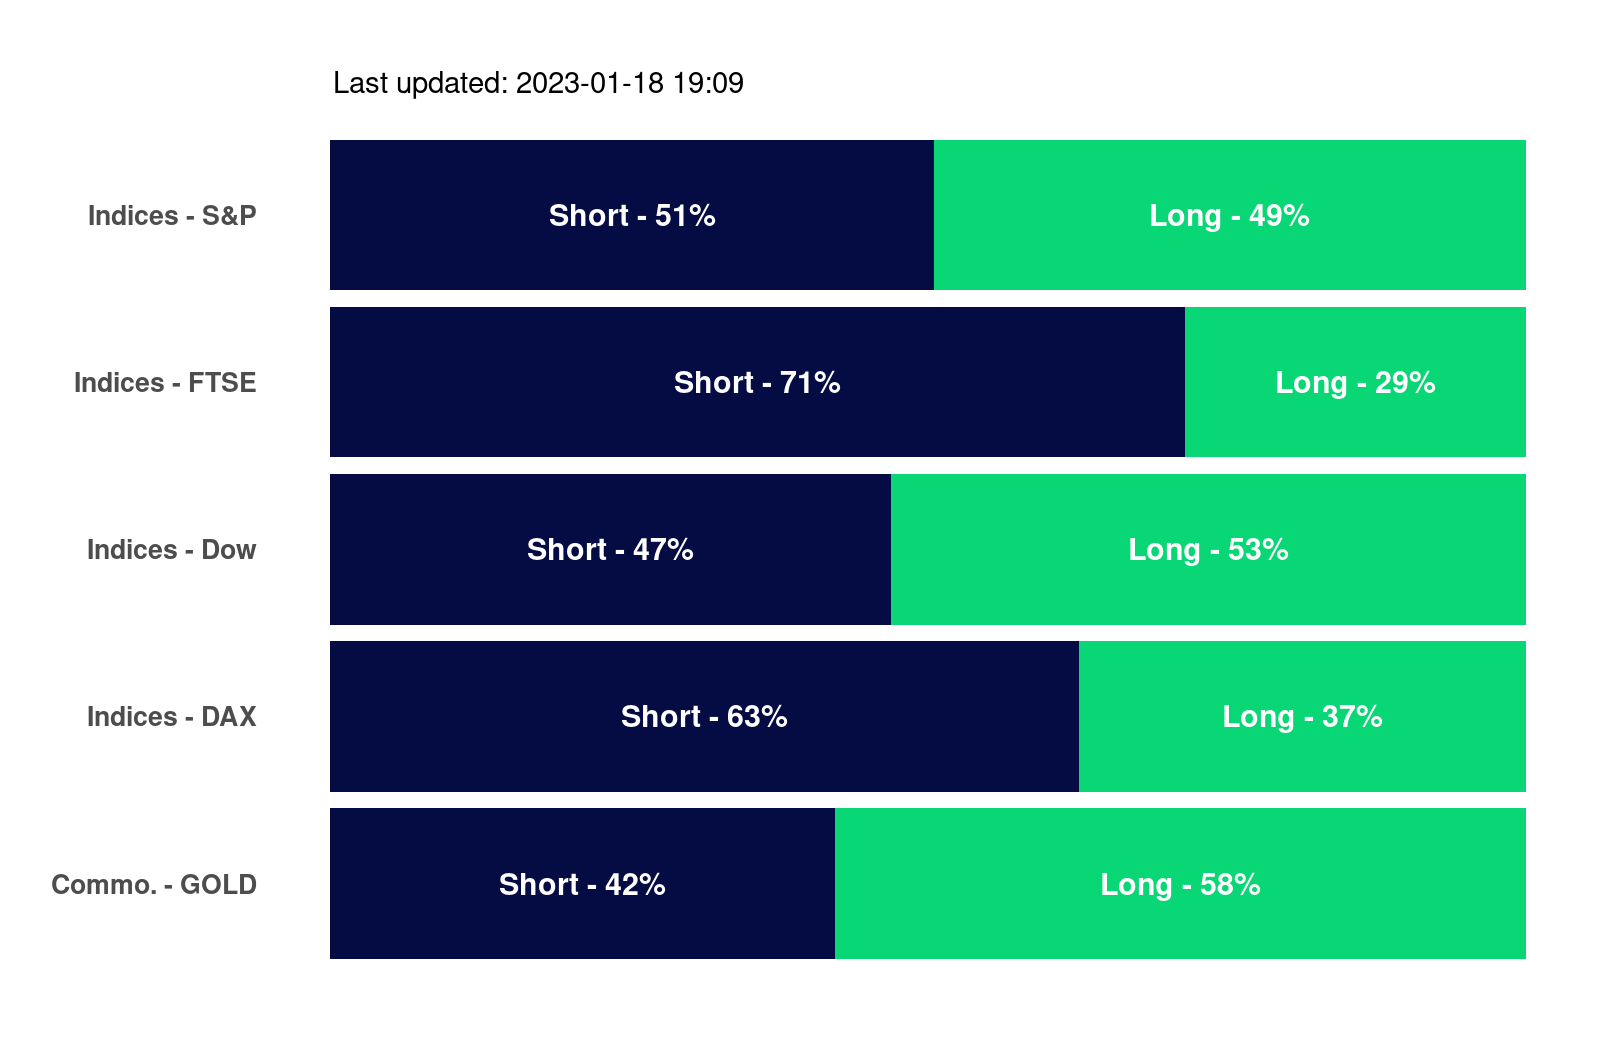 Last updated: 2023-01-18 19:09
Indices - S&P Short - 51% Long - 49%
Indices - FTSE Short - 71% Long - 29%
Indices - Dow Short - 47% Long - 53%
Indices - DAX Short - 63% Long - 37%
Commo. - GOLD Short - 42% Long - 58%